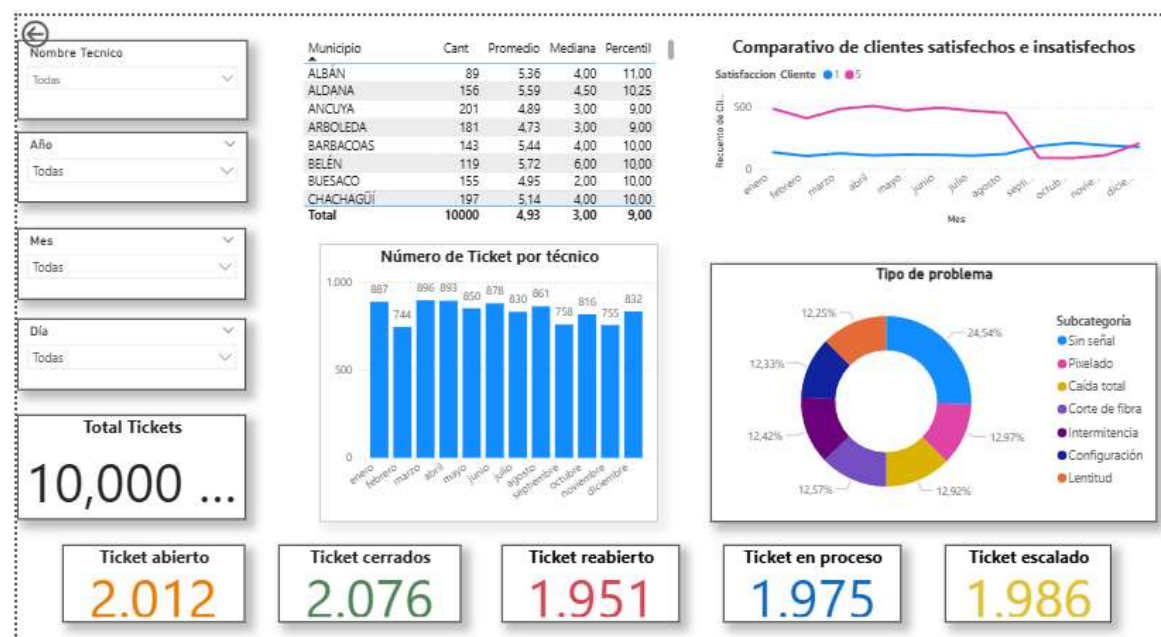 Nombre Tecnico
Todas
Año
Todas
Mes
Todas
Día
Todas
Total Tickets
10,000 ...
Municipio Cant Promedio Mediana Percentil
ALBÁN 89 5,36 4,00 11,00
ALDANA 156 5,59 4,50 10,25
ANCUYA 201 4,89 3,00 9,00
ARBOLEDA 181 4,73 3,00 9,00
BARBACOAS 143 5,44 4,00 10,00
BELÉN 119 5,72 6,00 10,00
BUESACO 155 4,95 2,00 10,00
CHACHAGÜÍ 197 5,14 4,00 10,00
Total 10000 4,93 3,00 9,00
Comparativo de clientes satisfechos e insatisfechos
Satisfaccion Cliente 1 5
Recuento de Cli...
500
0
enero febrero marzo abril mayo junio julio agosto septi... octub... novie... dicie...
Mes
Número de Ticket por técnico
1.000
500
0
887 744 896 893 850 878 830 861 758 816 755 832
enero febrero marzo abril mayo junio julio agosto septiembre octubre noviembre diciembre
Tipo de problema
24,54%
12,97%
12,92%
12,57%
12,42%
12,33%
12,25%
Subcategoría
Sin señal
Pixelado
Caída total
Corte de fibra
Intermitencia
Configuración
Lentitud
Ticket abierto
2.012
Ticket cerrados
2.076
Ticket reabierto
1.951
Ticket en proceso
1.975
Ticket escalado
1.986